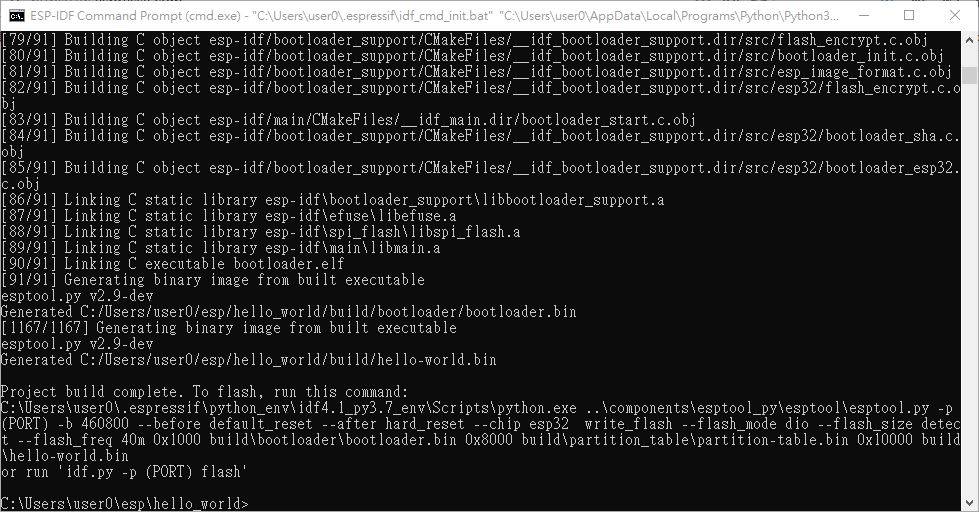 ESP-IDF Command Prompt (cmd.exe) - "C:\Users\user0\.espressif\idf_cmd_init.bat"  "C:\Users\user0\AppData\Local\Programs\Python\Python3...
[79/91] Building C object esp-idf/bootloader_support/CMakeFiles/__idf_bootloader_support.dir/src/flash_encrypt.c.obj
[80/91] Building C object esp-idf/bootloader_support/CMakeFiles/__idf_bootloader_support.dir/src/bootloader_init.c.obj
[81/91] Building C object esp-idf/bootloader_support/CMakeFiles/__idf_bootloader_support.dir/src/esp_image_format.c.obj
[82/91] Building C object esp-idf/bootloader_support/CMakeFiles/__idf_bootloader_support.dir/src/esp32/flash_encrypt.c.o
bj
[83/91] Building C object esp-idf/main/CMakeFiles/__idf_main.dir/bootloader_start.c.obj
[84/91] Building C object esp-idf/bootloader_support/CMakeFiles/__idf_bootloader_support.dir/src/esp32/bootloader_sha.c.
obj
[85/91] Building C object esp-idf/bootloader_support/CMakeFiles/__idf_bootloader_support.dir/src/esp32/bootloader_esp32.
c.obj
[86/91] Linking C static library esp-idf\bootloader_support\libbootloader_support.a
[87/91] Linking C static library esp-idf\efuse\libefuse.a
[88/91] Linking C static library esp-idf\spi_flash\libspi_flash.a
[89/91] Linking C static library esp-idf\main\libmain.a
[90/91] Linking C executable bootloader.elf
[91/91] Generating binary image from built executable
esptool.py v2.9-dev
Generated C:/Users/user0/esp/hello_world/build/bootloader/bootloader.bin
[1167/1167] Generating binary image from built executable
esptool.py v2.9-dev
Generated C:/Users/user0/esp/hello_world/build/hello-world.bin
Project build complete. To flash, run this command:
C:\Users\user0\.espressif\python_env\idf4.1_py3.7_env\Scripts\python.exe ..\components\esptool_py\esptool\esptool.py -p
(PORT) -b 460800 --before default_reset --after hard_reset --chip esp32  write_flash --flash_mode dio --flash_size detec
t --flash_freq 40m 0x1000 build\bootloader\bootloader.bin 0x8000 build\partition_table\partition-table.bin 0x10000 build
\hello-world.bin
or run 'idf.py -p (PORT) flash'
C:\Users\user0\esp\hello_world>